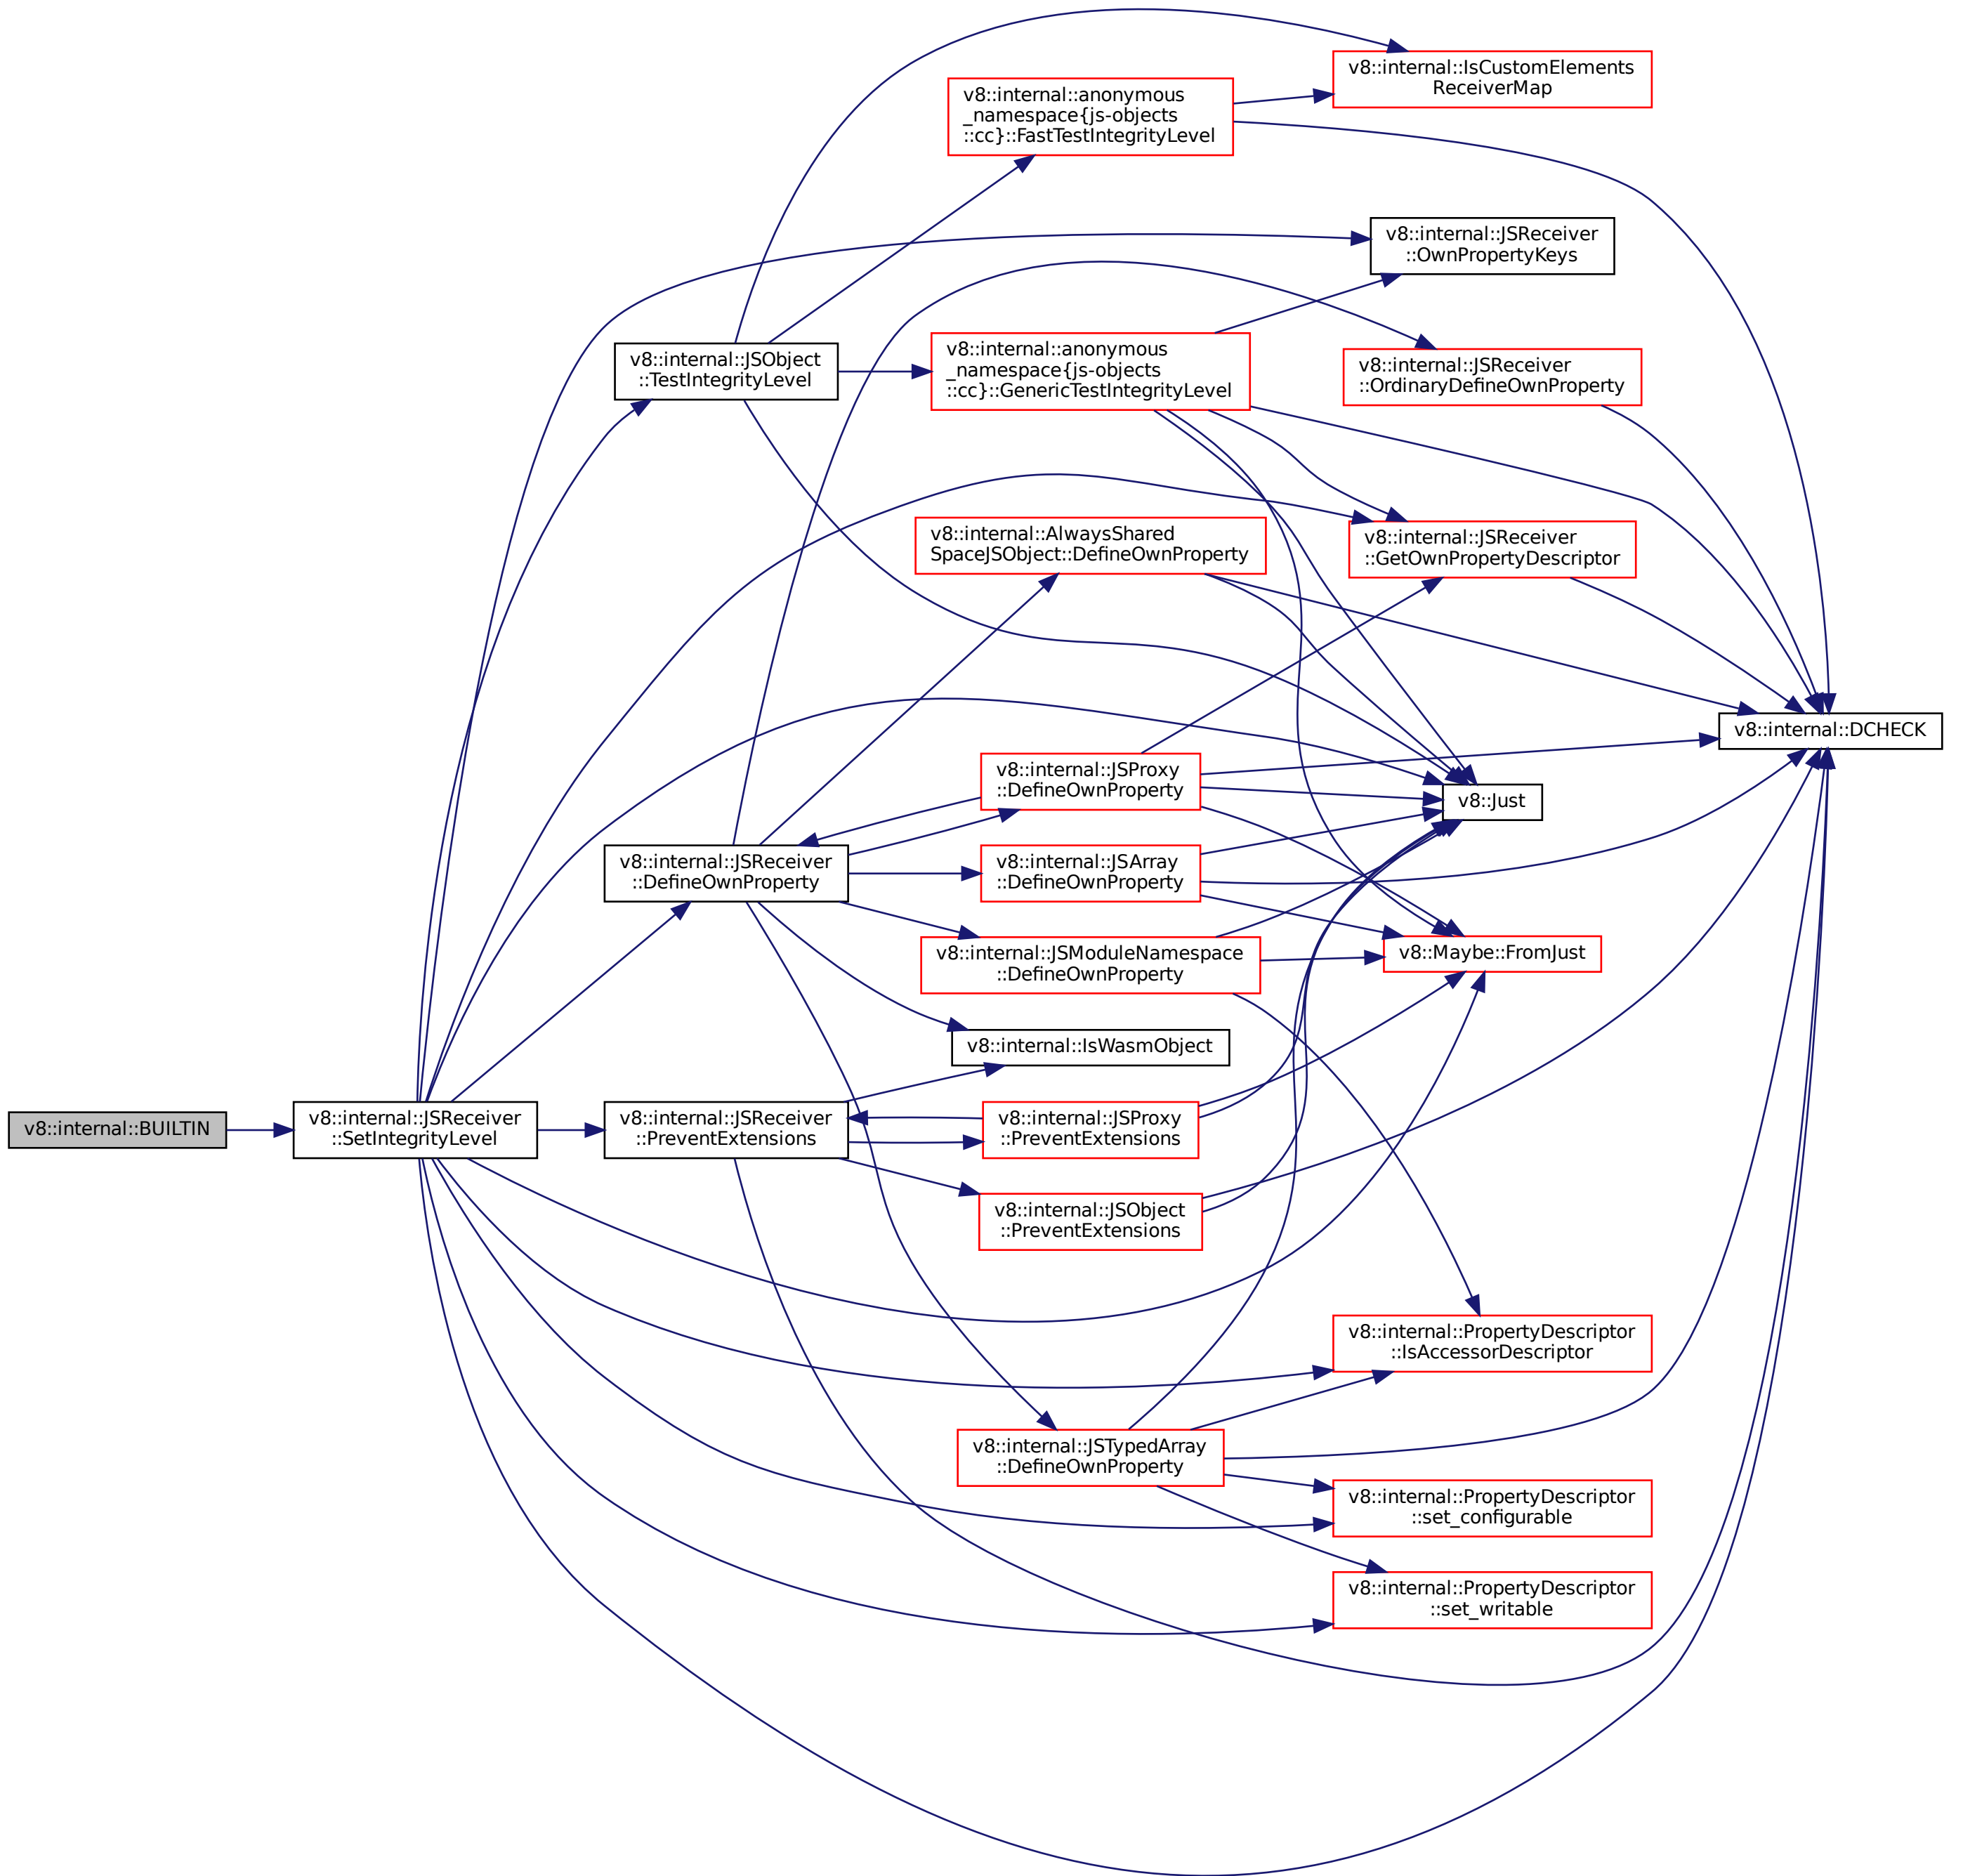 v8::internal::IsCustomElements
ReceiverMap
v8::internal::anonymous
_namespace{js-objects
::cc}::FastTestIntegrityLevel
v8::internal::JSReceiver
::OwnPropertyKeys
v8::internal::JSObject
::TestIntegrityLevel
v8::internal::anonymous
_namespace{js-objects
::cc}::GenericTestIntegrityLevel
v8::internal::JSReceiver
::OrdinaryDefineOwnProperty
v8::internal::AlwaysShared
SpaceJSObject::DefineOwnProperty
v8::internal::JSReceiver
::GetOwnPropertyDescriptor
v8::internal::DCHECK
v8::internal::JSProxy
::DefineOwnProperty
v8::Just
v8::internal::JSReceiver
::DefineOwnProperty
v8::internal::JSArray
::DefineOwnProperty
v8::internal::JSModuleNamespace
::DefineOwnProperty
v8::Maybe::FromJust
v8::internal::IsWasmObject
v8::internal::BUILTIN
v8::internal::JSReceiver
::SetIntegrityLevel
v8::internal::JSReceiver
::PreventExtensions
v8::internal::JSProxy
::PreventExtensions
v8::internal::JSObject
::PreventExtensions
v8::internal::PropertyDescriptor
::IsAccessorDescriptor
v8::internal::JSTypedArray
::DefineOwnProperty
v8::internal::PropertyDescriptor
::set_configurable
v8::internal::PropertyDescriptor
::set_writable